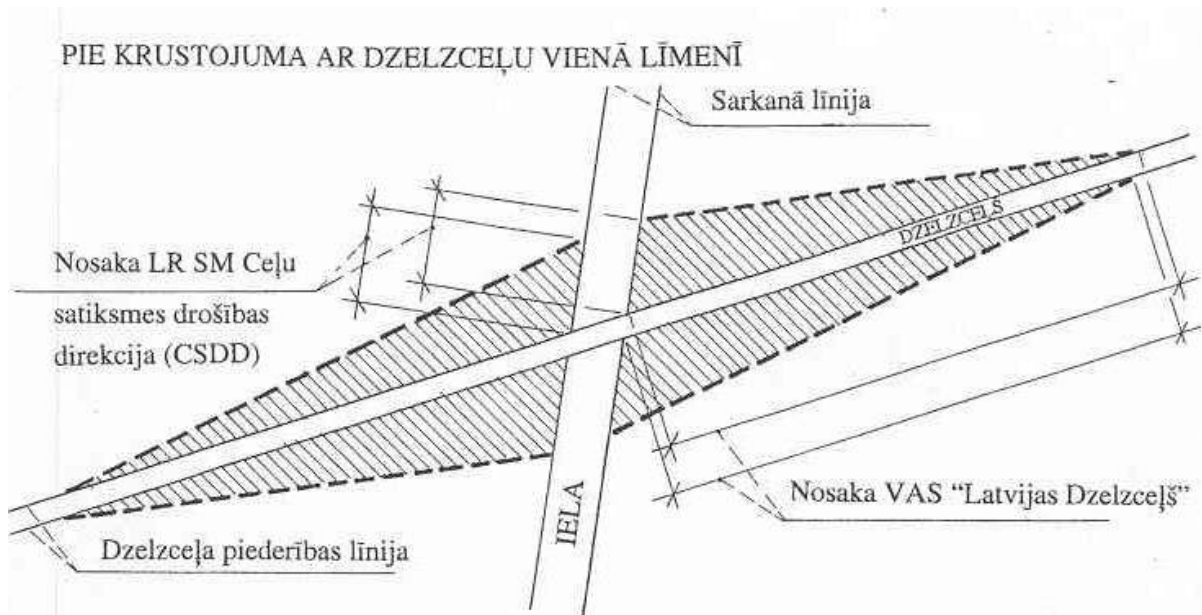 PIE KRUSTOJUMA AR DZELZCEĻU VIENĀ LĪMENĪ
Sarkanā līnija
DZELZCEĻŠ
Nosaka LR SM Ceļu
satiksmes drošības
direkcija (CSDD)
IELA
Nosaka VAS “Latvijas Dzelzceļš”
Dzelzceļa piederības līnija